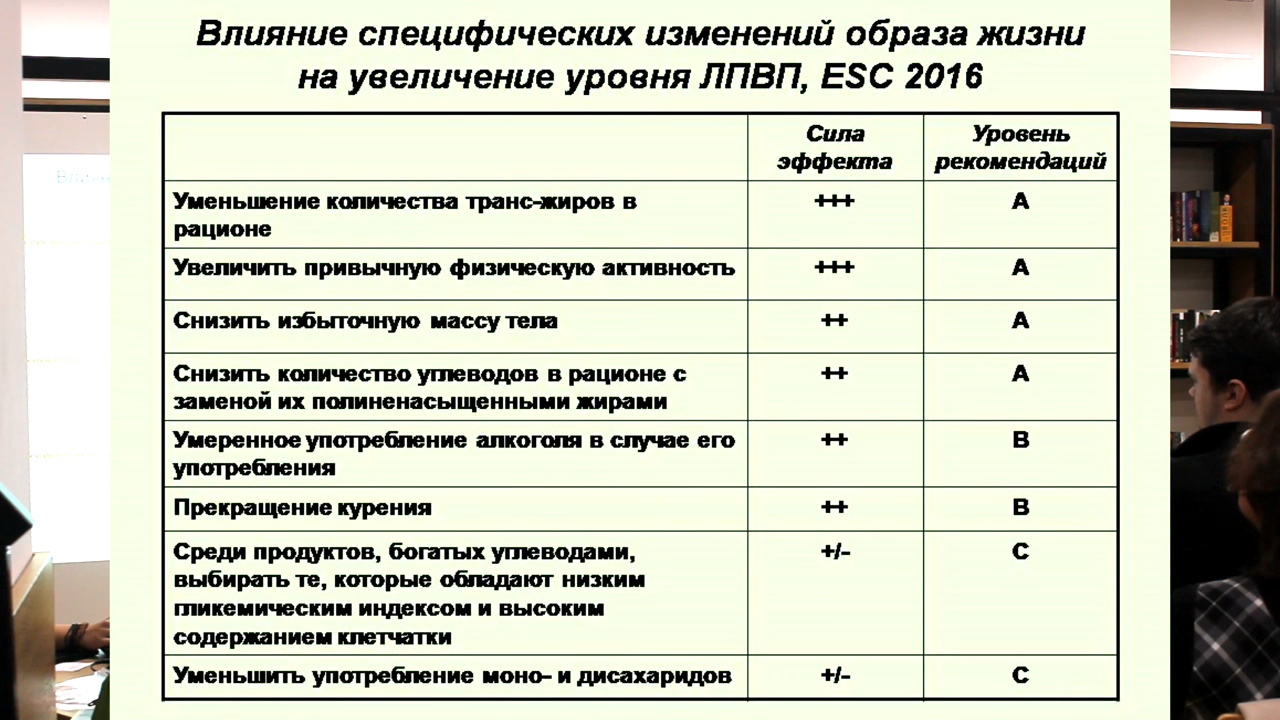 Влияние специфических изменений образа жизни
на увеличение уровня ЛПВП, ESC 2016
Сила
эффекта
Уровень
рекомендаций
Уменьшение количества транс-жиров в
рационе
+++
A
Увеличить привычную физическую активность
+++
A
Снизить избыточную массу тела
++
A
Снизить количество углеводов в рационе с
заменой их полиненасыщенными жирами
++
A
Умеренное употребление алкоголя в случае его
употребления
++
B
Прекращение курения
++
B
Среди продуктов, богатых углеводами,
выбирать те, которые обладают низким
гликемическим индексом и высоким
содержанием клетчатки
+/-
C
Уменьшить употребление моно- и дисахаридов
+/-
C